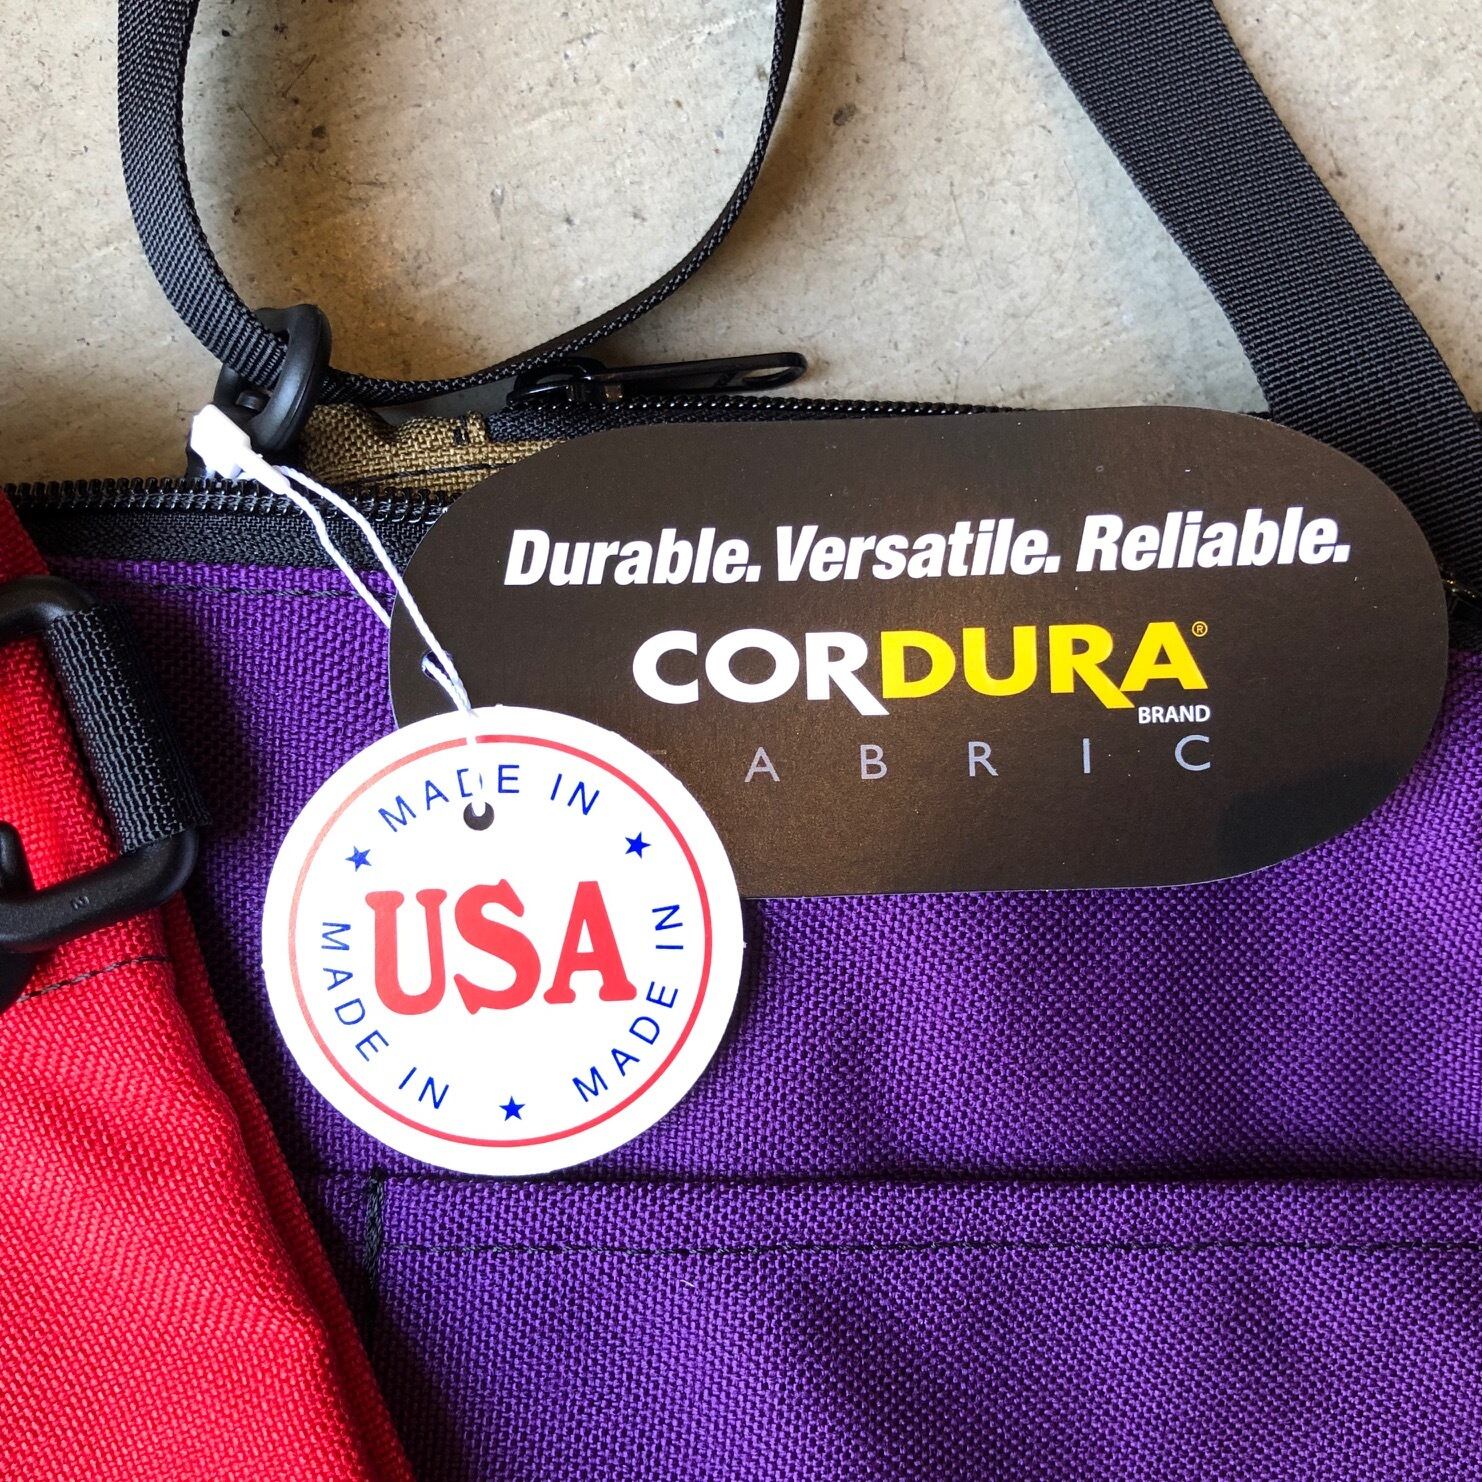 Durable. Versatile. Reliable.
CORDURA®
BRAND
ABRIC
MADE IN
USA
MADE IN
MADE IN